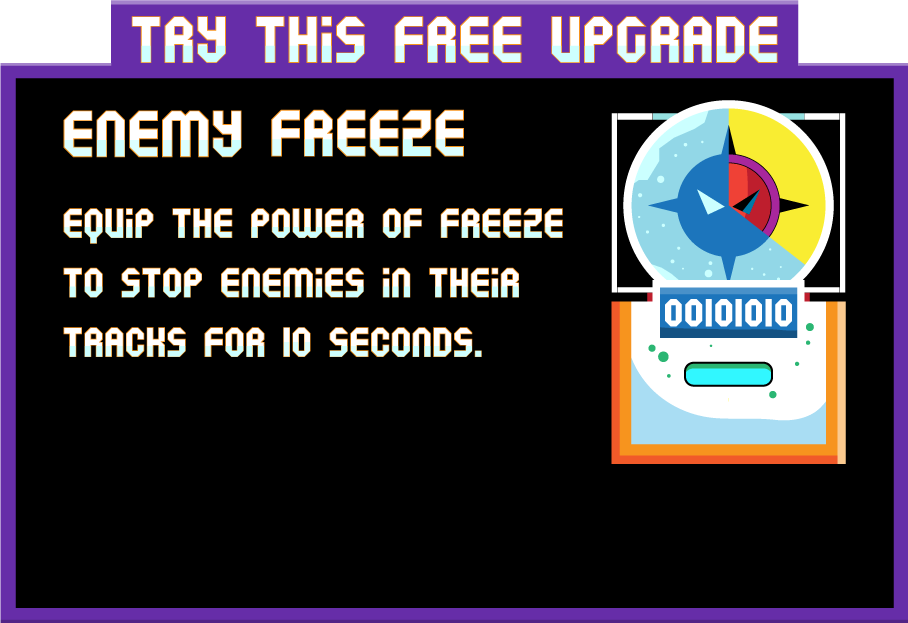 TRY THiS FREE UPGRADE
ENEMY FREEZE
EQUiP THE POWER OF FREEZE
TO STOP ENEMiES iN THEiR
TRACKS FOR 10 SECONDS.
00101010